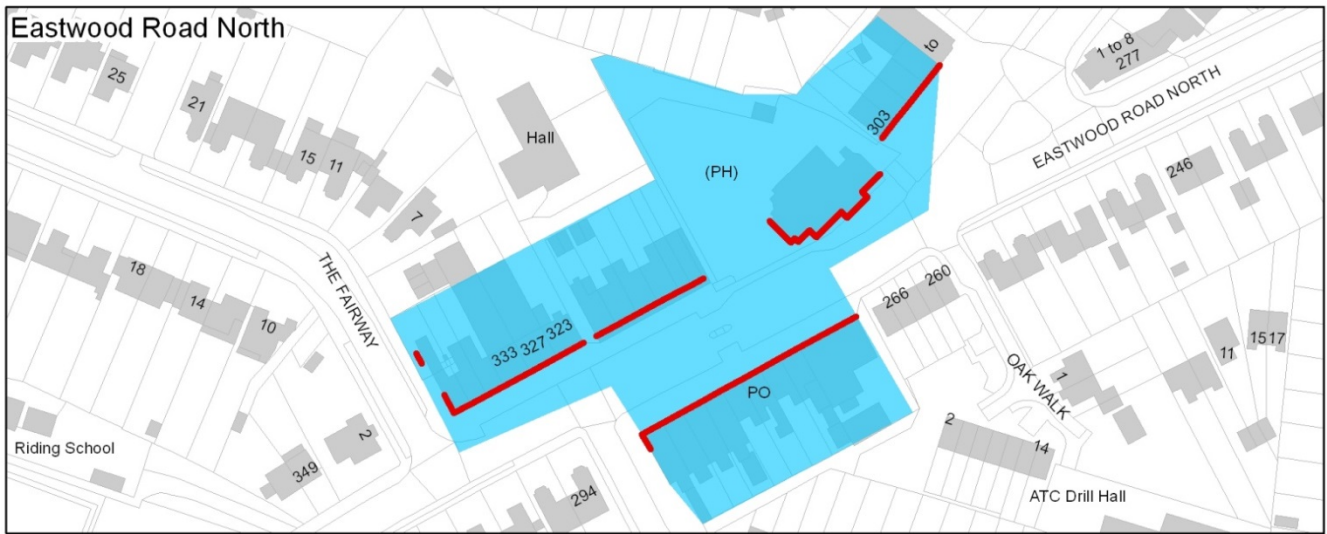 Eastwood Road North
25
21
15
11
7
Hall
(PH)
303
to
1 to 8
277
EASTWOOD ROAD NORTH
246
18
14
10
THE FAIRWAY
333 327 323
266
260
PO
OAK WALK
1
11
15 17
Riding School
349
2
294
2
14
ATC Drill Hall